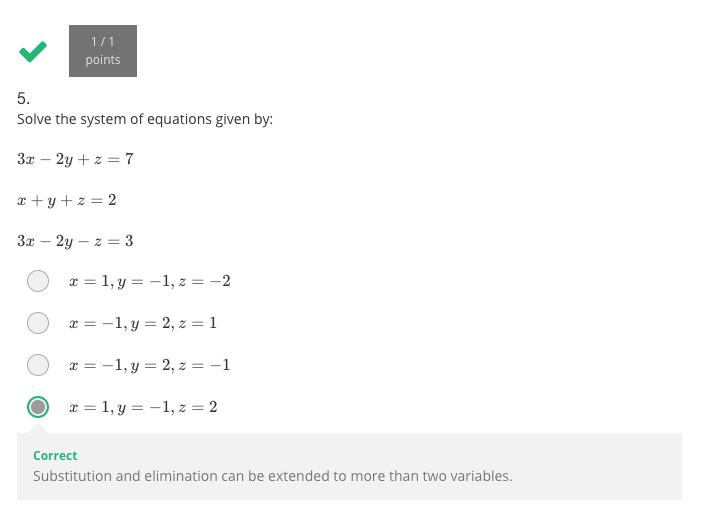 1 / 1
points
5.
Solve the system of equations given by:
3x − 2y + z = 7
x + y + z = 2
3x − 2y − z = 3
x = 1, y = −1, z = −2
x = −1, y = 2, z = 1
x = −1, y = 2, z = −1
x = 1, y = −1, z = 2
Correct
Substitution and elimination can be extended to more than two variables.